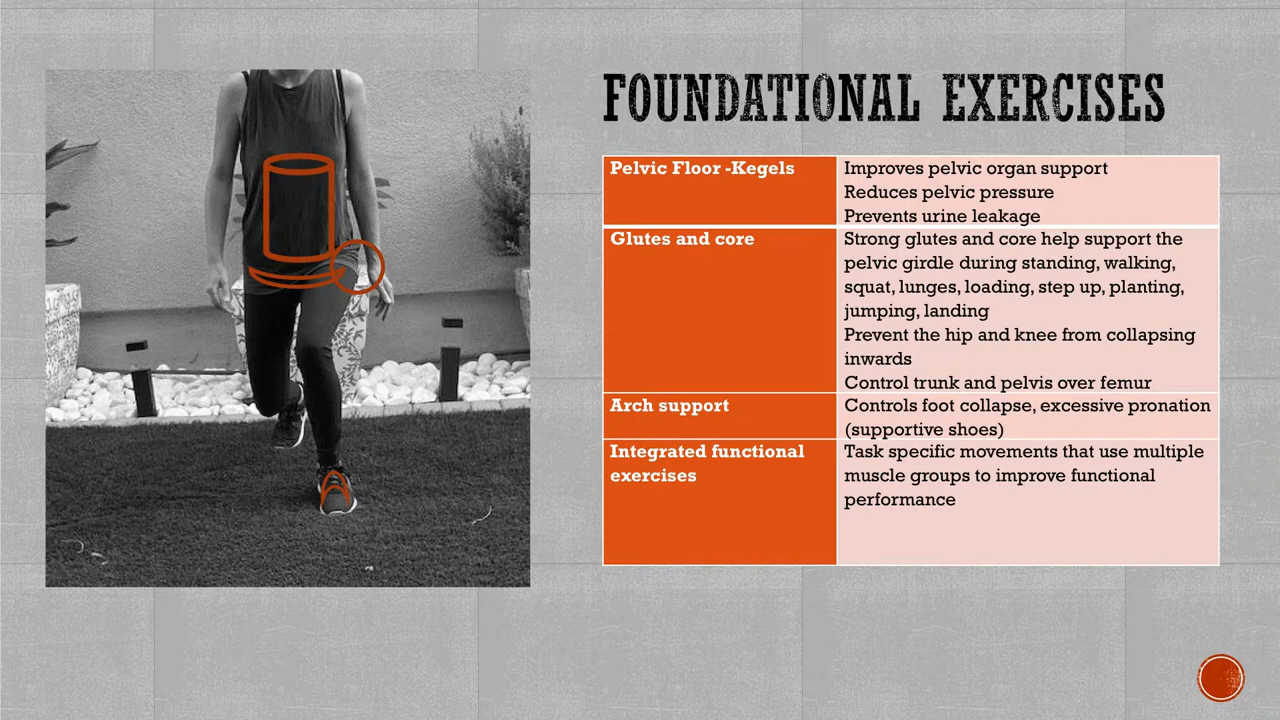 FOUNDATIONAL EXERCISES
Pelvic Floor -Kegels
Improves pelvic organ support
Reduces pelvic pressure
Prevents urine leakage
Glutes and core
Strong glutes and core help support the
pelvic girdle during standing, walking,
squat, lunges, loading, step up, planting,
jumping, landing
Prevent the hip and knee from collapsing
inwards
Control trunk and pelvis over femur
Arch support
Controls foot collapse, excessive pronation
(supportive shoes)
Integrated functional
exercises
Task specific movements that use multiple
muscle groups to improve functional
performance